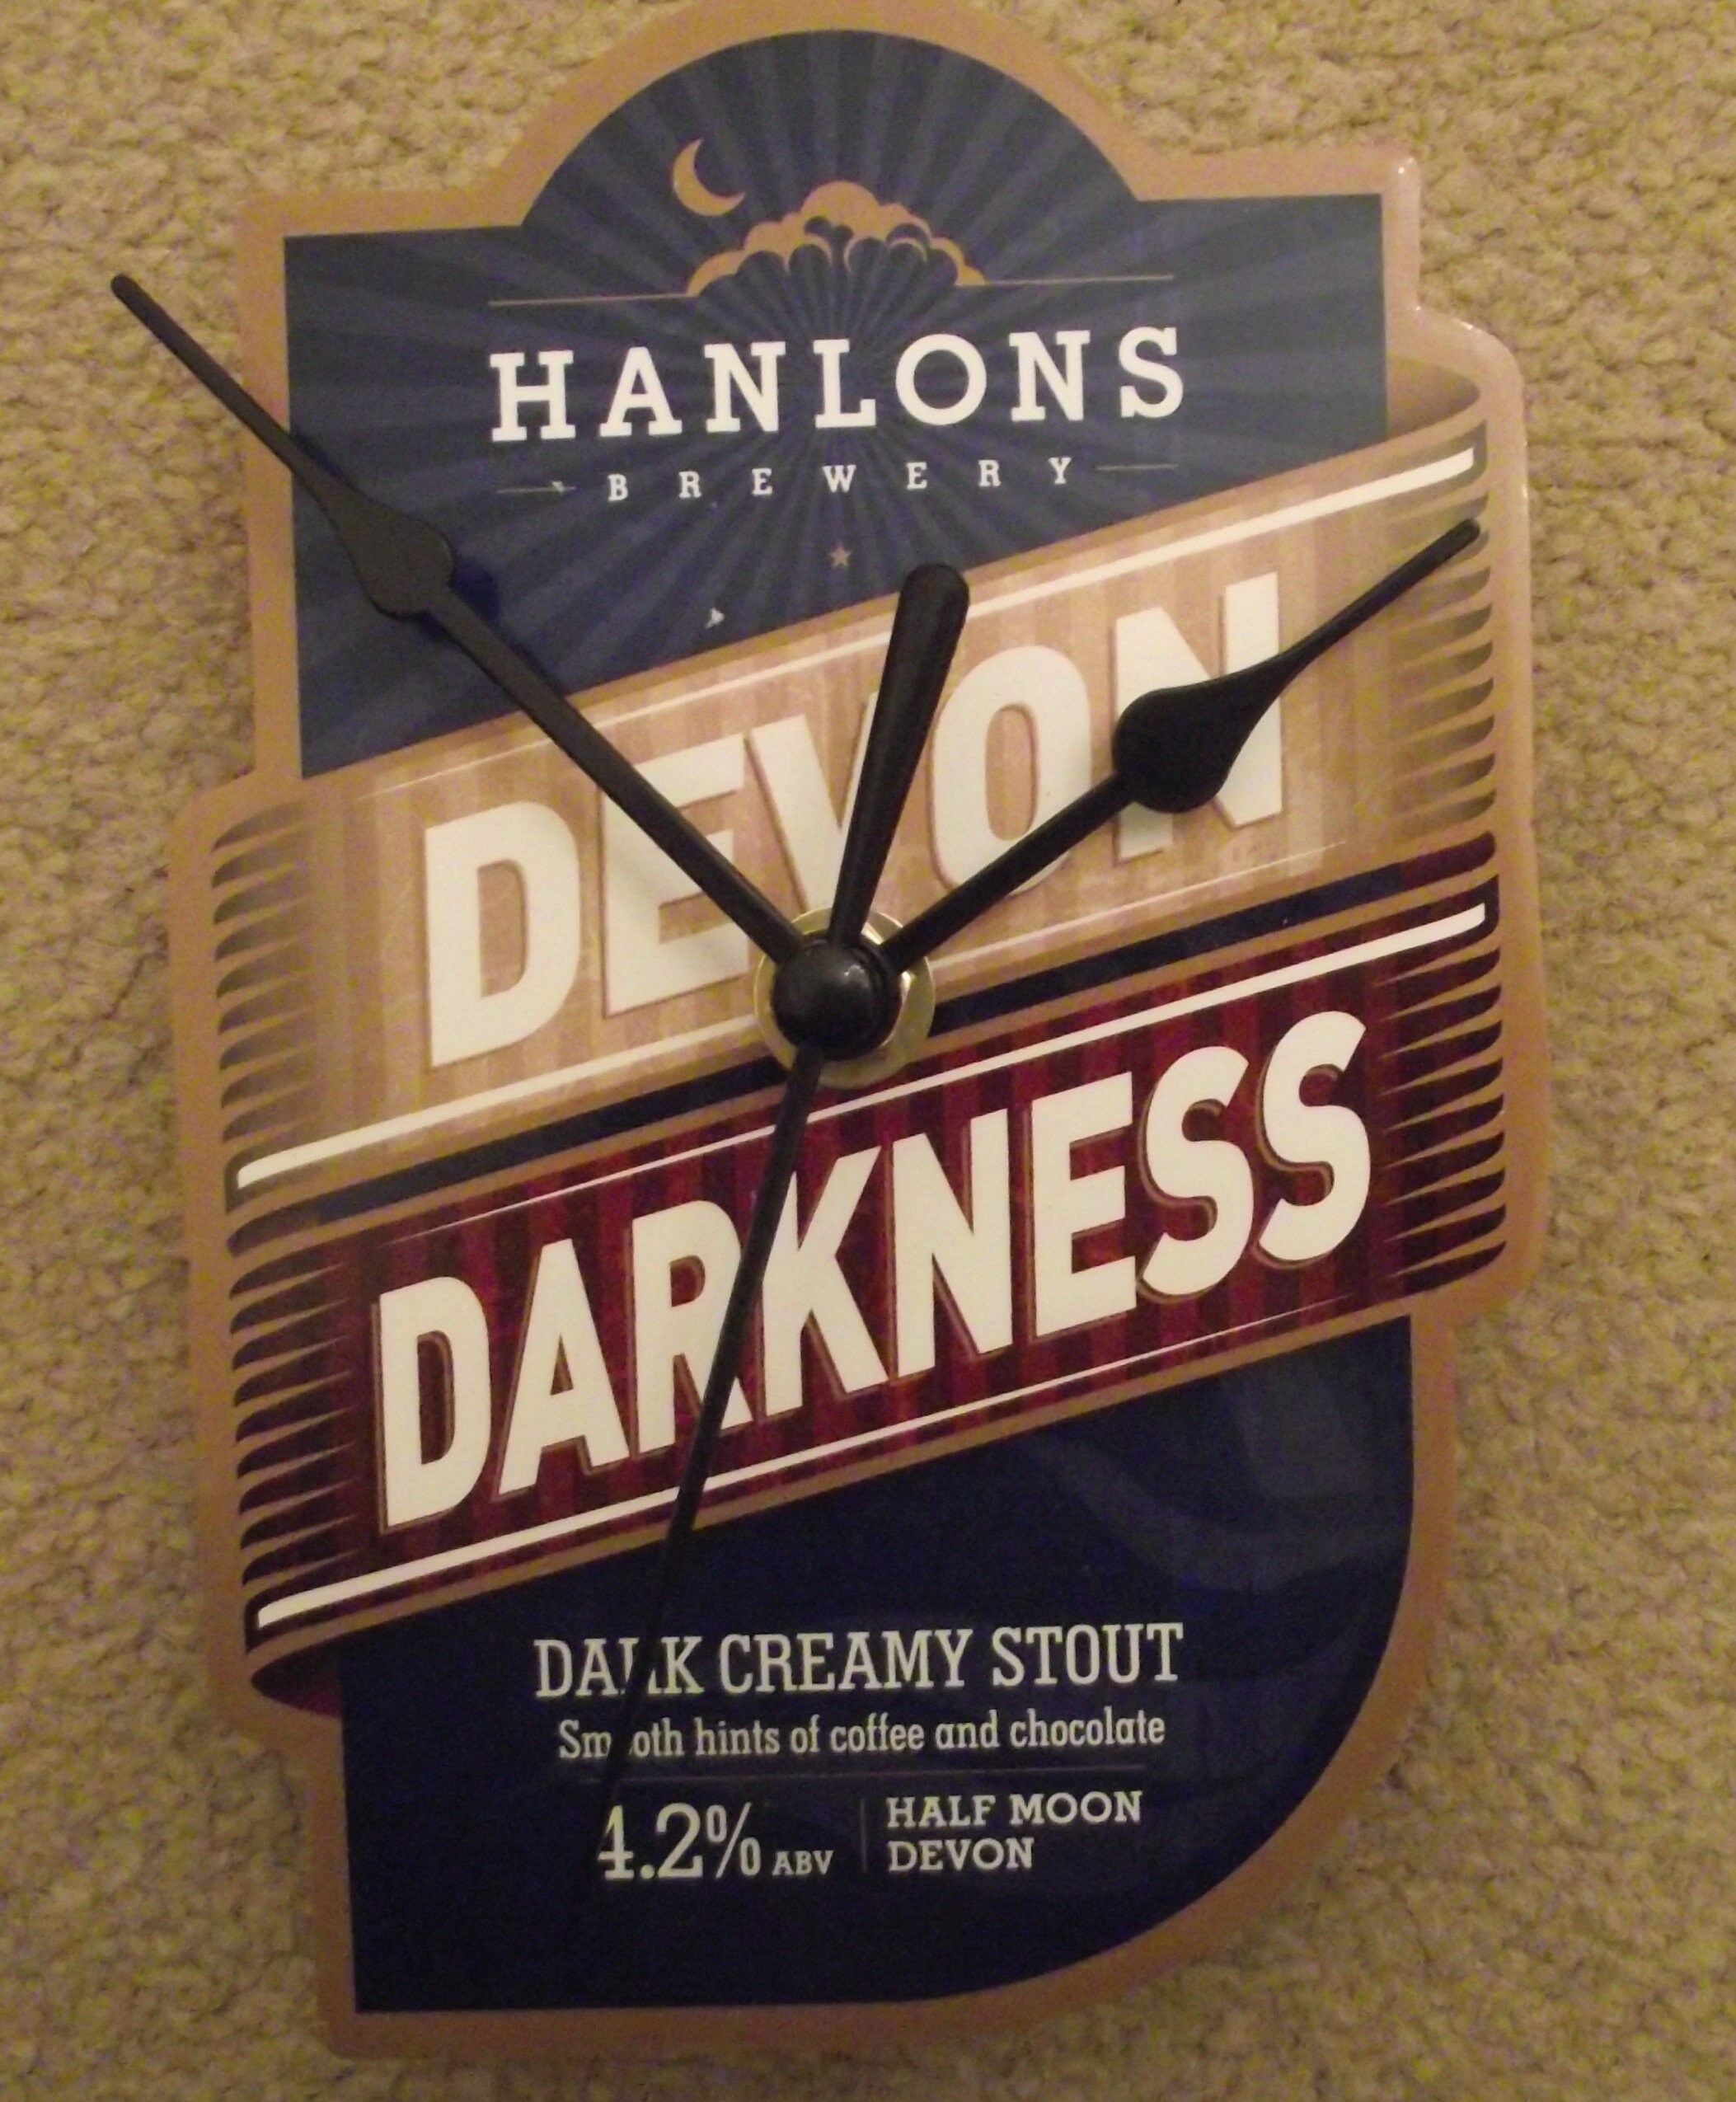 HANLONS
BREWERY
DEVON
DARKNESS
DARK CREAMY STOUT
Smooth hints of coffee and chocolate
4.2% ABV
HALF MOON
DEVON